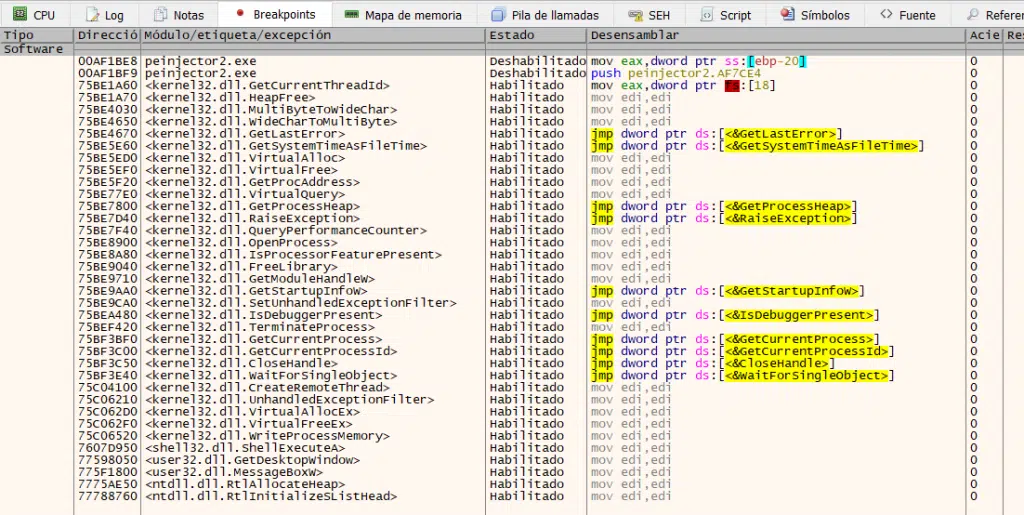 CPU Log Notas Breakpoints Mapa de memoria Pila de llamadas SEH Script Símbolos Fuente Referen
Tipo Direcció Módulo/etiqueta/excepción Estado Desensamblar Acie Res
Software
00AF1BE8 peinjector2.exe Deshabilitado mov eax,dword ptr ss:[ebp-20] 0
00AF1BF9 peinjector2.exe Deshabilitado push peinjector2.AF7CE4 0
75BE1A60 <kernel32.dll.GetCurrentThreadId> Habilitado mov eax,dword ptr fs:[18] 0
75BE1A70 <kernel32.dll.HeapFree> Habilitado mov edi,edi 0
75BE4030 <kernel32.dll.MultiByteToWideChar> Habilitado mov edi,edi 0
75BE4650 <kernel32.dll.WideCharToMultiByte> Habilitado mov edi,edi 0
75BE4670 <kernel32.dll.GetLastError> Habilitado jmp dword ptr ds:[<&GetLastError>] 0
75BE5E60 <kernel32.dll.GetSystemTimeAsFileTime> Habilitado jmp dword ptr ds:[<&GetSystemTimeAsFileTime>] 0
75BE5ED0 <kernel32.dll.VirtualAlloc> Habilitado mov edi,edi 0
75BE5EF0 <kernel32.dll.VirtualFree> Habilitado mov edi,edi 0
75BE5F20 <kernel32.dll.GetProcAddress> Habilitado mov edi,edi 0
75BE77E0 <kernel32.dll.VirtualQuery> Habilitado mov edi,edi 0
75BE7800 <kernel32.dll.GetProcessHeap> Habilitado jmp dword ptr ds:[<&GetProcessHeap>] 0
75BE7D40 <kernel32.dll.RaiseException> Habilitado jmp dword ptr ds:[<&RaiseException>] 0
75BE7F40 <kernel32.dll.QueryPerformanceCounter> Habilitado mov edi,edi 0
75BE8900 <kernel32.dll.OpenProcess> Habilitado mov edi,edi 0
75BE8A80 <kernel32.dll.IsProcessorFeaturePresent> Habilitado mov edi,edi 0
75BE9040 <kernel32.dll.FreeLibrary> Habilitado mov edi,edi 0
75BE9710 <kernel32.dll.GetModuleHandleW> Habilitado mov edi,edi 0
75BE9AA0 <kernel32.dll.GetStartupInfoW> Habilitado jmp dword ptr ds:[<&GetStartupInfoW>] 0
75BE9CA0 <kernel32.dll.SetUnhandledExceptionFilter> Habilitado mov edi,edi 0
75BEA480 <kernel32.dll.IsDebuggerPresent> Habilitado jmp dword ptr ds:[<&IsDebuggerPresent>] 0
75BEF420 <kernel32.dll.TerminateProcess> Habilitado mov edi,edi 0
75BF3BF0 <kernel32.dll.GetCurrentProcess> Habilitado jmp dword ptr ds:[<&GetCurrentProcess>] 0
75BF3C00 <kernel32.dll.GetCurrentProcessId> Habilitado jmp dword ptr ds:[<&GetCurrentProcessId>] 0
75BF3C50 <kernel32.dll.CloseHandle> Habilitado jmp dword ptr ds:[<&CloseHandle>] 0
75BF3E40 <kernel32.dll.WaitForSingleObject> Habilitado jmp dword ptr ds:[<&WaitForSingleObject>] 0
75C04100 <kernel32.dll.CreateRemoteThread> Habilitado mov edi,edi 0
75C06210 <kernel32.dll.UnhandledExceptionFilter> Habilitado mov edi,edi 0
75C062D0 <kernel32.dll.VirtualAllocEx> Habilitado mov edi,edi 0
75C062F0 <kernel32.dll.VirtualFreeEx> Habilitado mov edi,edi 0
75C06520 <kernel32.dll.WriteProcessMemory> Habilitado mov edi,edi 0
7607D950 <shell32.dll.ShellExecuteA> Habilitado mov edi,edi 0
77598050 <user32.dll.GetDesktopWindow> Habilitado mov edi,edi 0
775F1800 <user32.dll.MessageBoxW> Habilitado mov edi,edi 0
7775AE50 <ntdll.dll.RtlAllocateHeap> Habilitado mov edi,edi 0
77788760 <ntdll.dll.RtlInitializeSListHead> Habilitado mov edi,edi 0